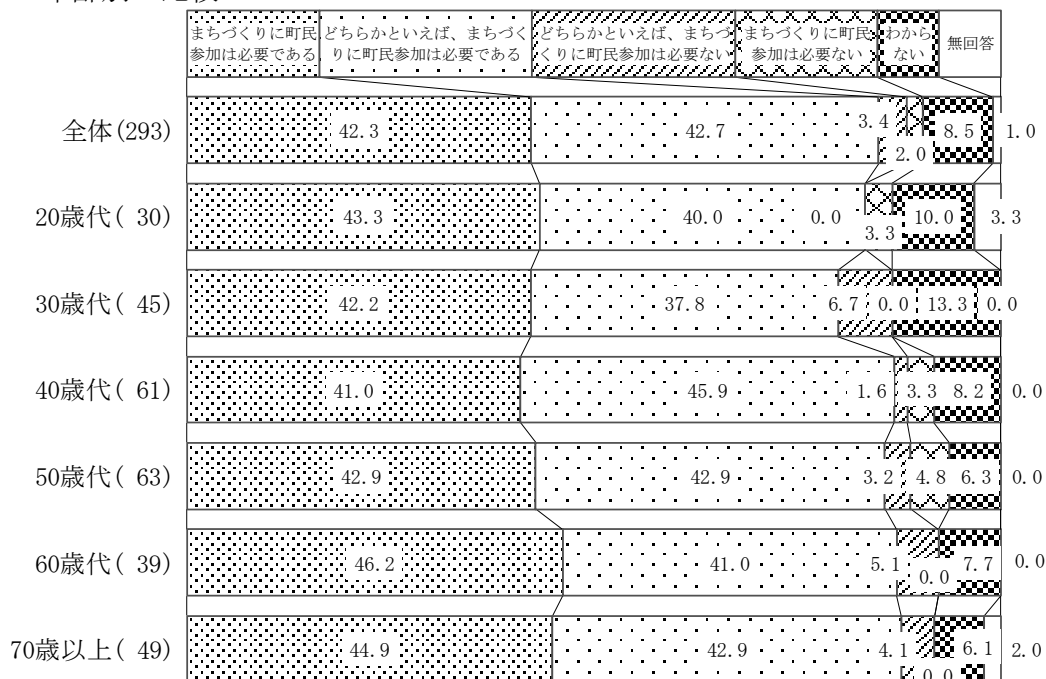 まちづくりに町民
参加は必要である
どちらかといえば、まちづく
りに町民参加は必要である
どちらかといえば、まちづ
くりに町民参加は必要ない
まちづくりに町民
参加は必要ない
わから
ない
無回答
全体(293) 42.3 42.7 3.4 2.0 8.5 1.0
20歳代( 30) 43.3 40.0 0.0 3.3 10.0 3.3
30歳代( 45) 42.2 37.8 6.7 0.0 13.3 0.0
40歳代( 61) 41.0 45.9 1.6 3.3 8.2 0.0
50歳代( 63) 42.9 42.9 3.2 4.8 6.3 0.0
60歳代( 39) 46.2 41.0 5.1 0.0 7.7 0.0
70歳以上( 49) 44.9 42.9 4.1 0.0 6.1 2.0